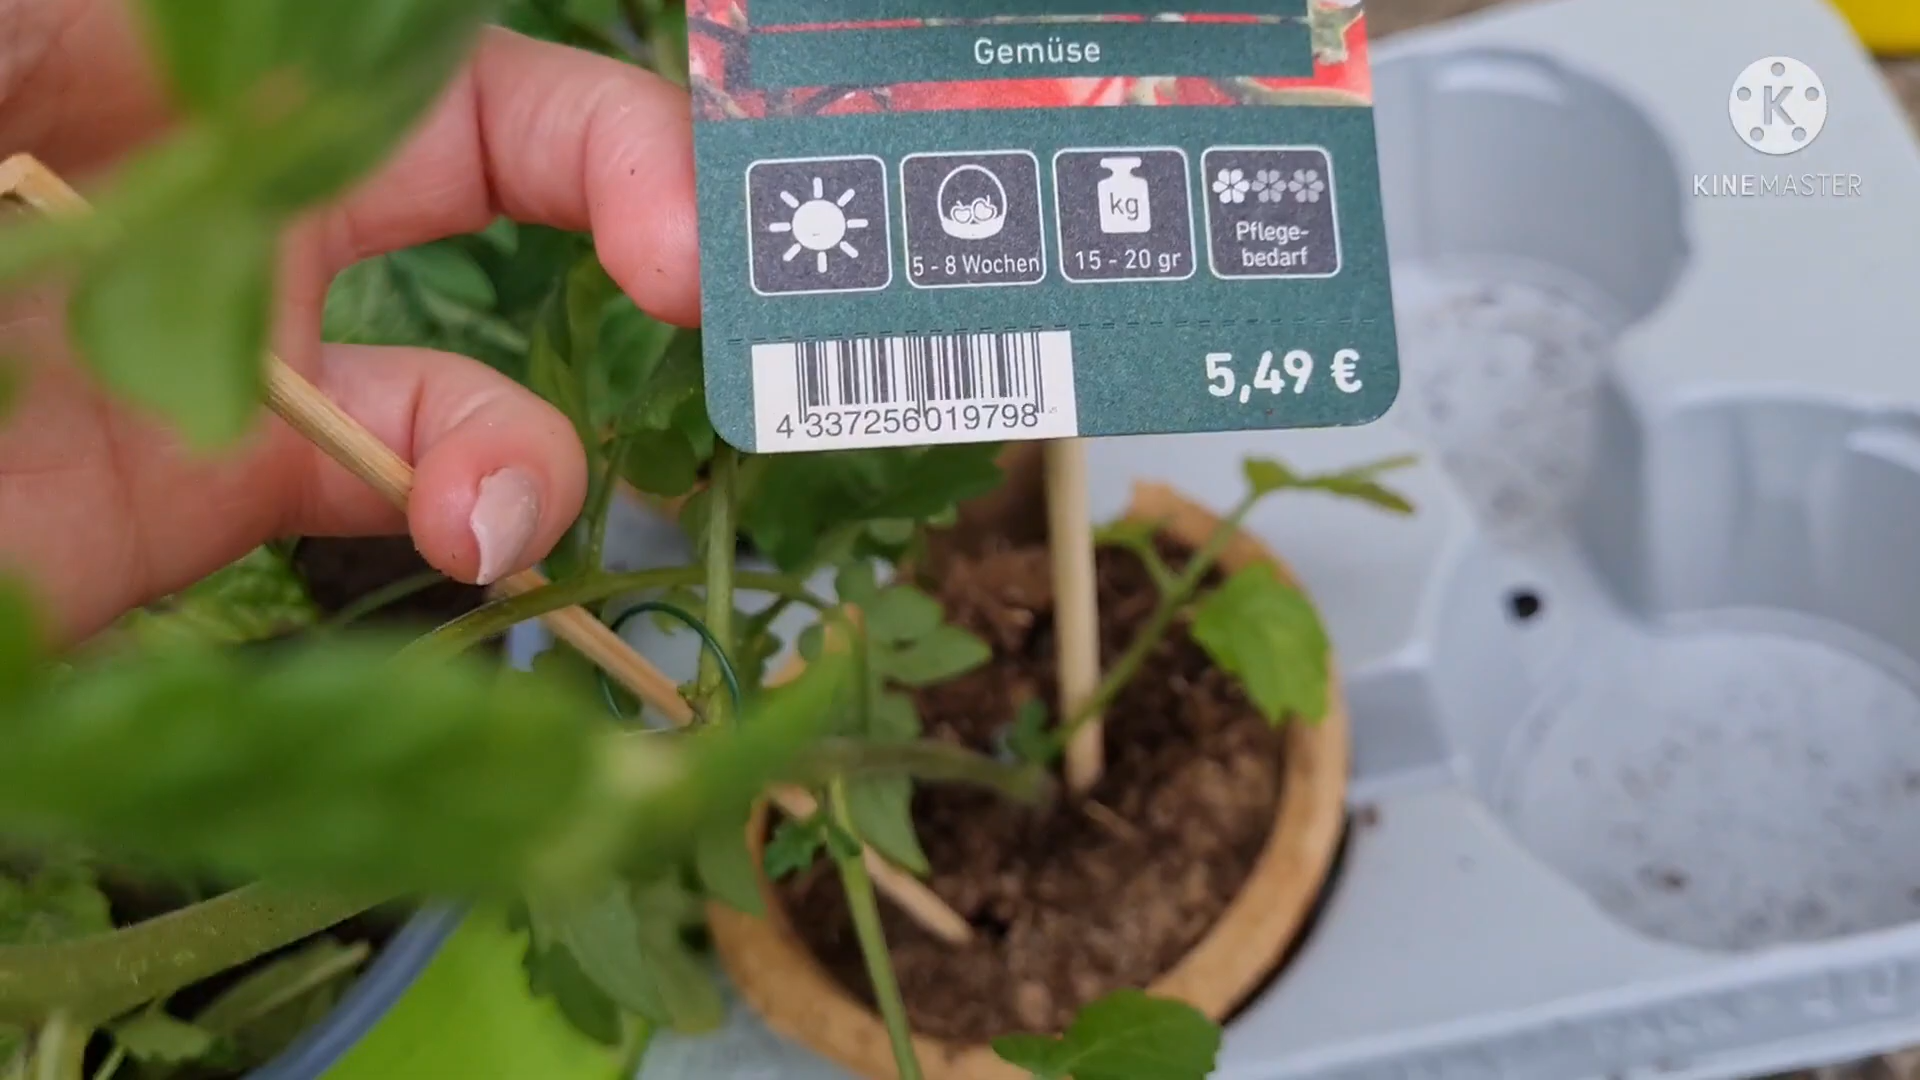 Gemüse
K
KINEMASTER
kg
5 - 8 Wochen
15 - 20 gr
Pflege-
bedarf
5,49 €
4 337256 019798